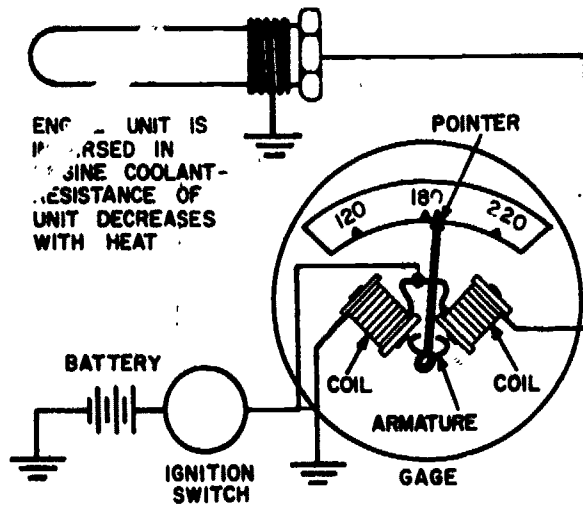 UNIT IS
IN
COOLANT-
OF
UNIT DECREASES
WITH HEAT
POINTER
120
180
220
BATTERY
COIL
COIL
ARMATURE
IGNITION
SWITCH
GAGE